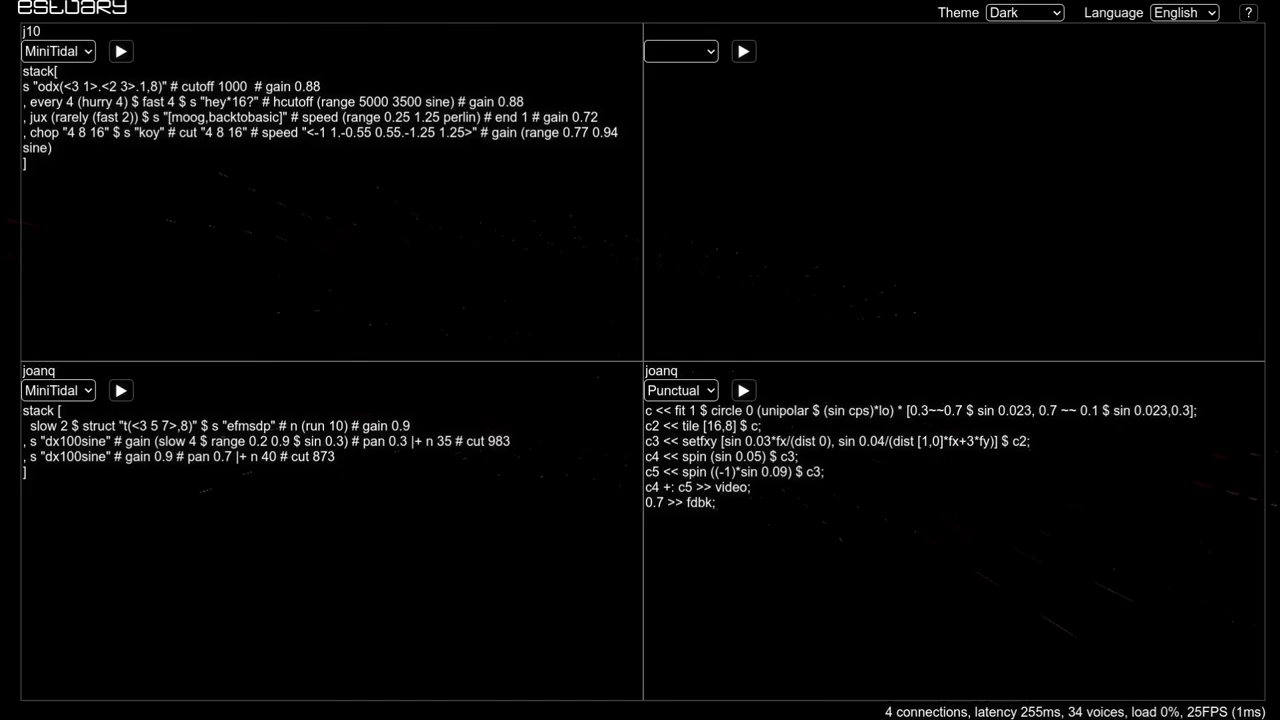 estuary
Theme Dark Language English ?
j10
MiniTidal
stack[
s "odx(<3 1>.<2 3>.1,8)" # cutoff 1000  # gain 0.88
, every 4 (hurry 4) $ fast 4 $ s "hey*16?" # hcutoff (range 5000 3500 sine) # gain 0.88
, jux (rarely (fast 2)) $ s "[moog,backtobasic]" # speed (range 0.25 1.25 perlin) # end 1 # gain 0.72
, chop "4 8 16" $ s "koy" # cut "4 8 16" # speed "<-1 1.-0.55 0.55.-1.25 1.25>" # gain (range 0.77 0.94
sine)
]
joanq
MiniTidal
stack [
slow 2 $ struct "t(<3 5 7>,8)" $ s "efmsdp" # n (run 10) # gain 0.9
, s "dx100sine" # gain (slow 4 $ range 0.2 0.9 $ sin 0.3) # pan 0.3 |+ n 35 # cut 983
, s "dx100sine" # gain 0.9 # pan 0.7 |+ n 40 # cut 873
]
joanq
Punctual
c << fit 1 $ circle 0 (unipolar $ (sin cps)*lo) * [0.3~~0.7 $ sin 0.023, 0.7 ~~ 0.1 $ sin 0.023,0.3];
c2 << tile [16,8] $ c;
c3 << setfxy [sin 0.03*fx/(dist 0), sin 0.04/(dist [1,0]*fx+3*fy)] $ c2;
c4 << spin (sin 0.05) $ c3;
c5 << spin ((-1)*sin 0.09) $ c3;
c4 +: c5 >> video;
0.7 >> fdbk;
4 connections, latency 255ms, 34 voices, load 0%, 25FPS (1ms)